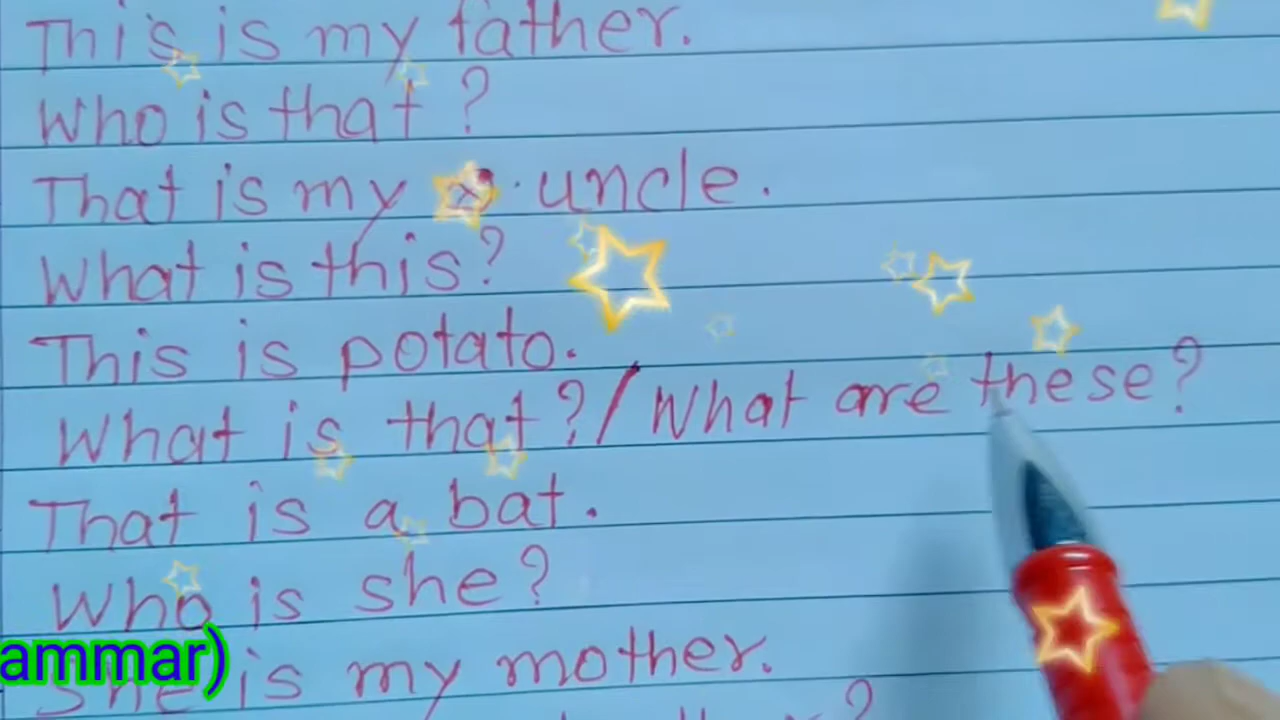 This is my father.
Who is that?
That is my uncle.
What is this?
This is potato.
What is that?/What are these?
That is a bat.
Who is she?
ammar)
She is my mother.
?